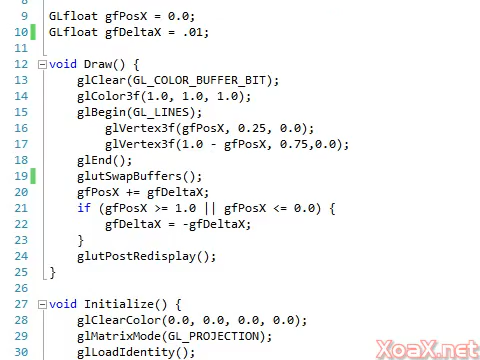 9 GLfloat gfPosX = 0.0;
10 GLfloat gfDeltaX = .01;
11
12 void Draw() {
13 glClear(GL_COLOR_BUFFER_BIT);
14 glColor3f(1.0, 1.0, 1.0);
15 glBegin(GL_LINES);
16 glVertex3f(gfPosX, 0.25, 0.0);
17 glVertex3f(1.0 - gfPosX, 0.75,0.0);
18 glEnd();
19 glutSwapBuffers();
20 gfPosX += gfDeltaX;
21 if (gfPosX >= 1.0 || gfPosX <= 0.0) {
22 gfDeltaX = -gfDeltaX;
23 }
24 glutPostRedisplay();
25 }
26
27 void Initialize() {
28 glClearColor(0.0, 0.0, 0.0, 0.0);
29 glMatrixMode(GL_PROJECTION);
30 glLoadIdentity();
XoaX.net